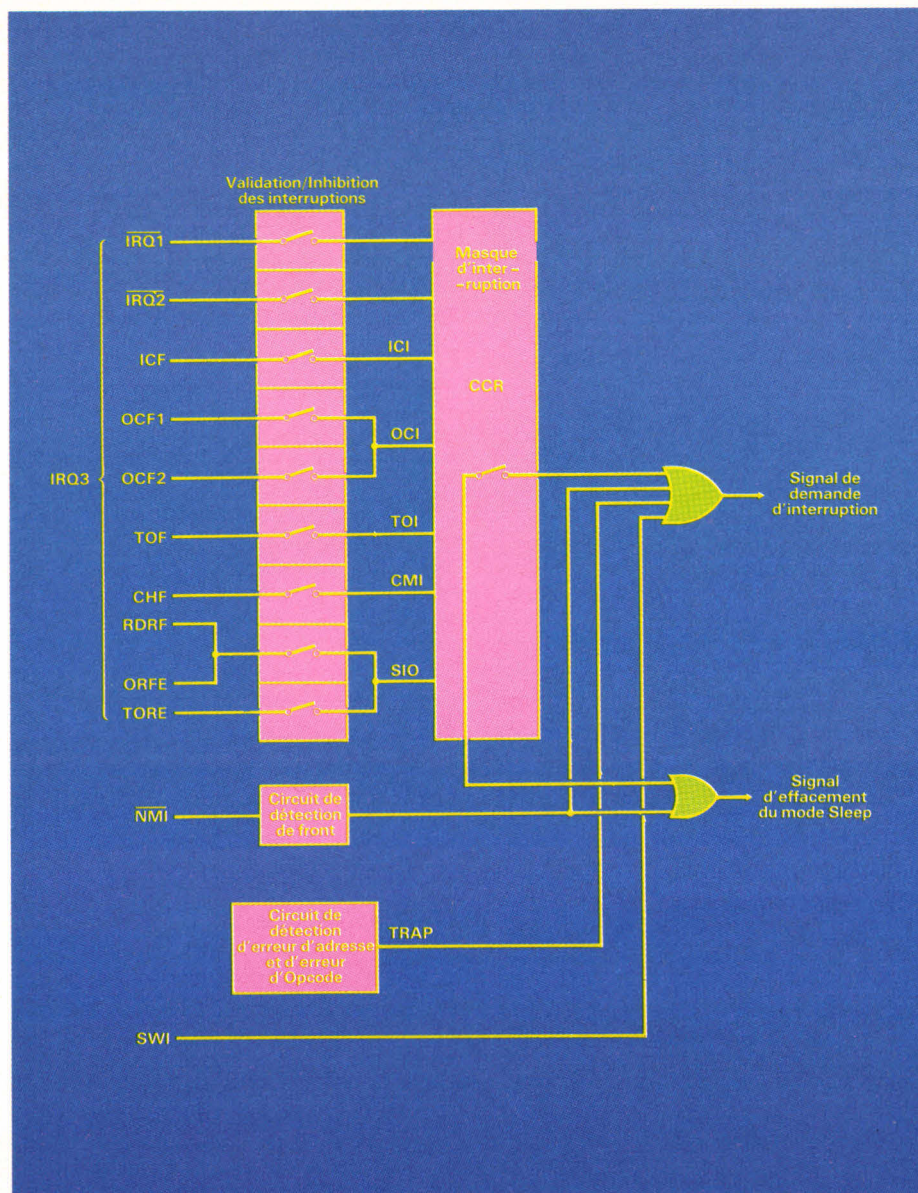 Validation/Inhibition
des interruptions
IRQ1
Masque
d'inter -
-ruption
IRQ2
ICF
ICI
CCR
OCF1
OCI
IRQ3
OCF2
Signal de
demande
d'interruption
TOF
TOI
CHF
CMI
RDRF
SIO
ORFE
TORE
NMI
Circuit de
détection
de front
Signal
d'effacement
du mode Sleep
Circuit de
détection
d'erreur d'adresse
et d'erreur
d'Opcode
TRAP
SWI